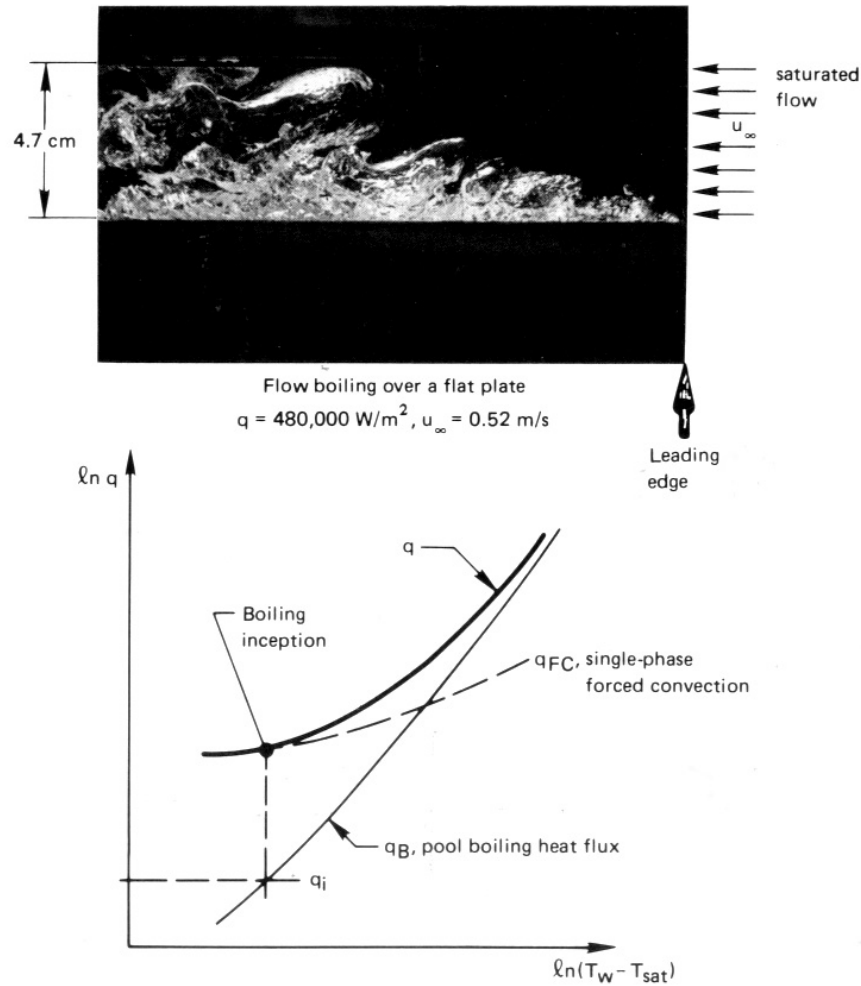 saturated
flow
4.7 cm
u∞
Flow boiling over a flat plate
q = 480,000 W/m², u∞ = 0.52 m/s
Leading
edge
ℓn q
q
Boiling
inception
qFC, single-phase
forced convection
qB, pool boiling heat flux
qi
ℓn(Tw − Tsat)